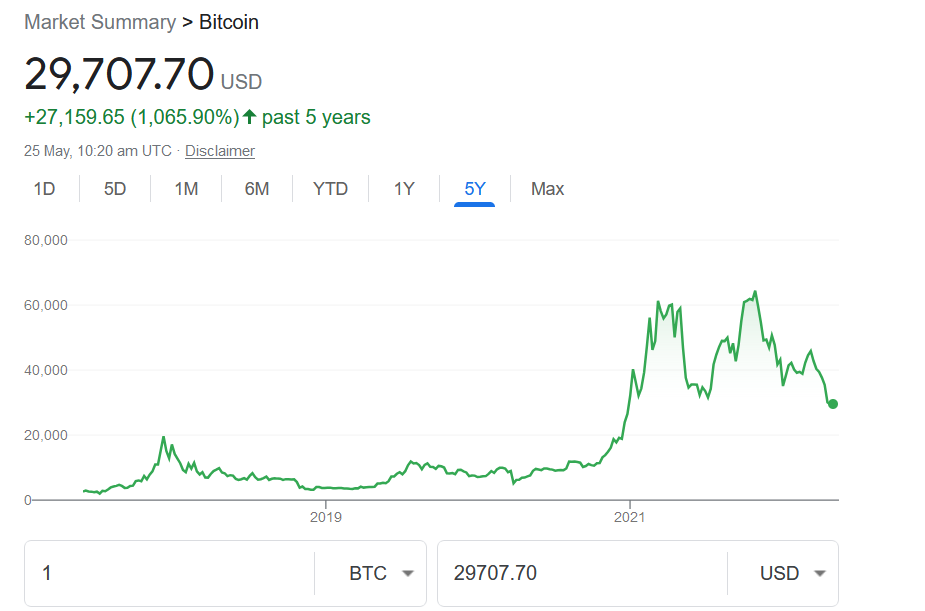 Market Summary > Bitcoin
29,707.70 USD
+27,159.65 (1,065.90%)↑ past 5 years
25 May, 10:20 am UTC · Disclaimer
1D 5D 1M 6M YTD 1Y 5Y Max
80,000
60,000
40,000
20,000
0
2019 2021
1 BTC 29707.70 USD